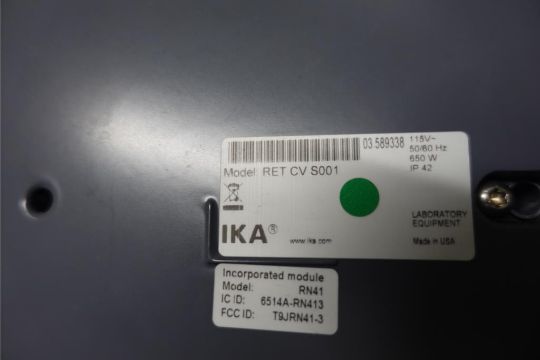 03.589338
115V~
50/60 Hz
650 W
IP 42
Model: RET CV S001
IKA®
www.ika.com
LABORATORY
EQUIPMENT
Made in USA
Incorporated module
Model: RN41
IC ID: 6514A-RN413
FCC ID: T9JRN41-3